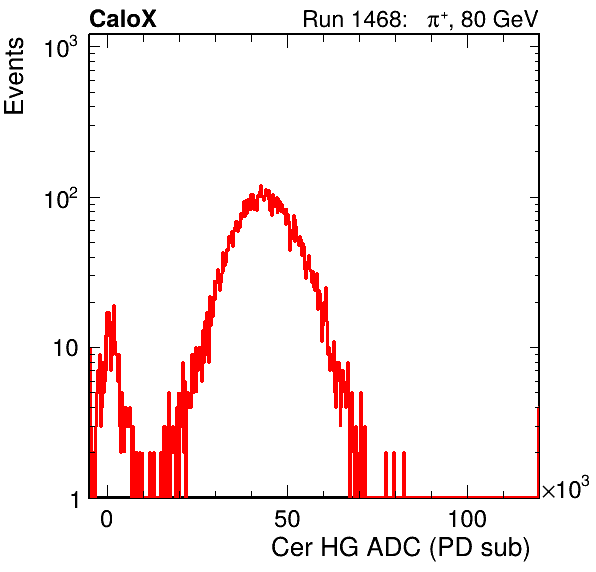 CaloX Run 1468: π⁺, 80 GeV
Events
10³
10²
10
1
0 50 100 ×10³
Cer HG ADC (PD sub)